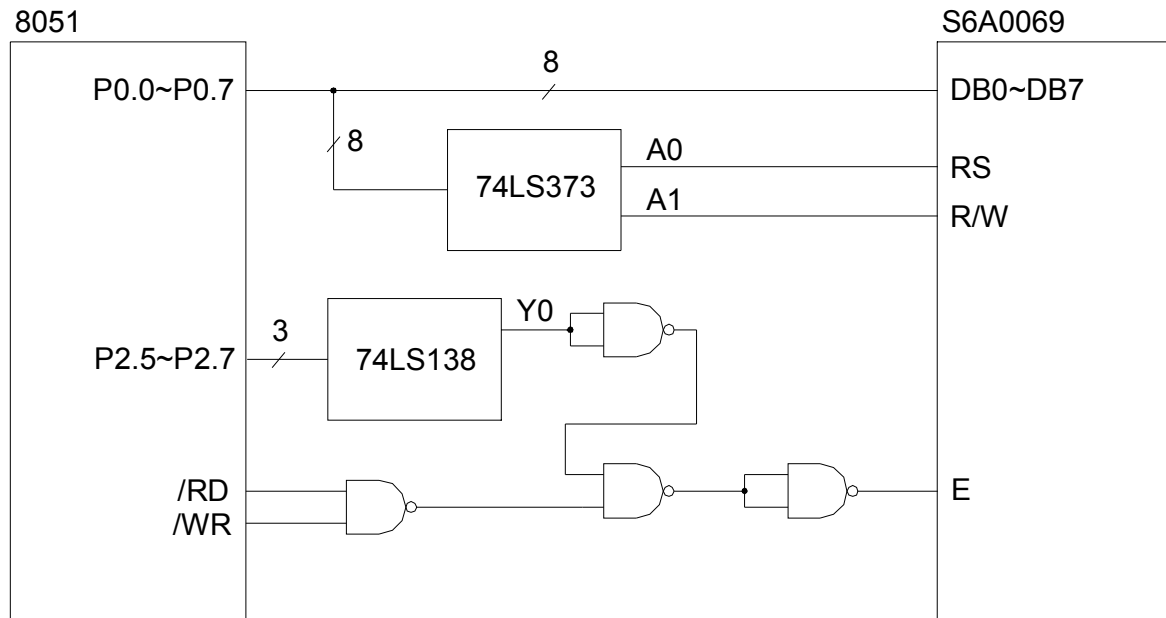 8051
S6A0069
P0.0~P0.7
8
DB0~DB7
8
74LS373
A0
RS
A1
R/W
P2.5~P2.7
3
74LS138
Y0
/RD
/WR
E